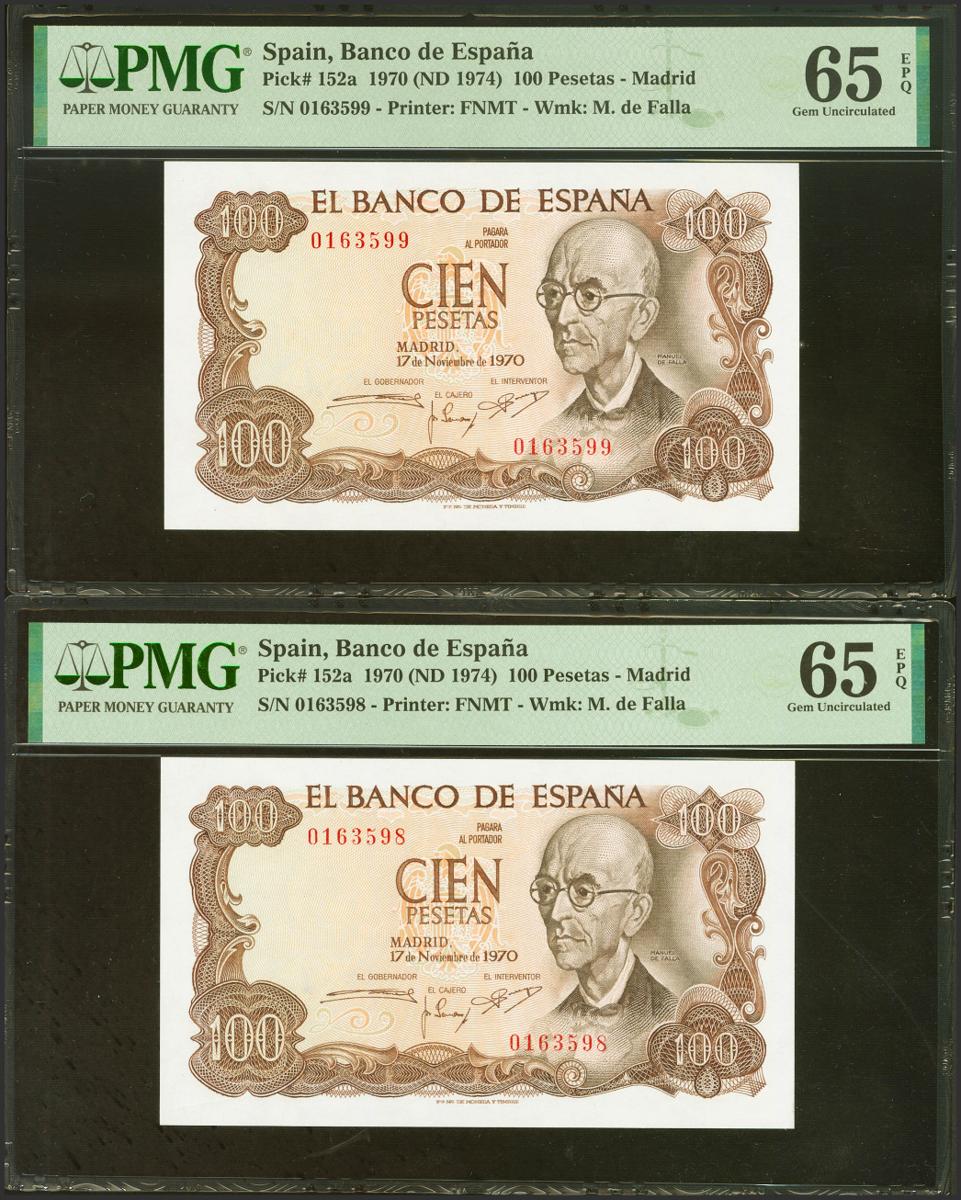 PMG®
PAPER MONEY GUARANTY
Spain, Banco de España
Pick# 152a 1970 (ND 1974) 100 Pesetas - Madrid
S/N 0163599 - Printer: FNMT - Wmk: M. de Falla
65 EPQ
Gem Uncirculated
EL BANCO DE ESPAÑA
100
100
0163599
PAGARA
AL PORTADOR
CIEN
PESETAS
MADRID,
17 de Noviembre de 1970
MANUEL
DE FALLA
EL GOBERNADOR
EL INTERVENTOR
EL CAJERO
100
0163599
100
PMG®
PAPER MONEY GUARANTY
Spain, Banco de España
Pick# 152a 1970 (ND 1974) 100 Pesetas - Madrid
S/N 0163598 - Printer: FNMT - Wmk: M. de Falla
65 EPQ
Gem Uncirculated
EL BANCO DE ESPAÑA
100
100
0163598
PAGARA
AL PORTADOR
CIEN
PESETAS
MADRID,
17 de Noviembre de 1970
MANUEL
DE FALLA
EL GOBERNADOR
EL INTERVENTOR
EL CAJERO
100
0163598
100